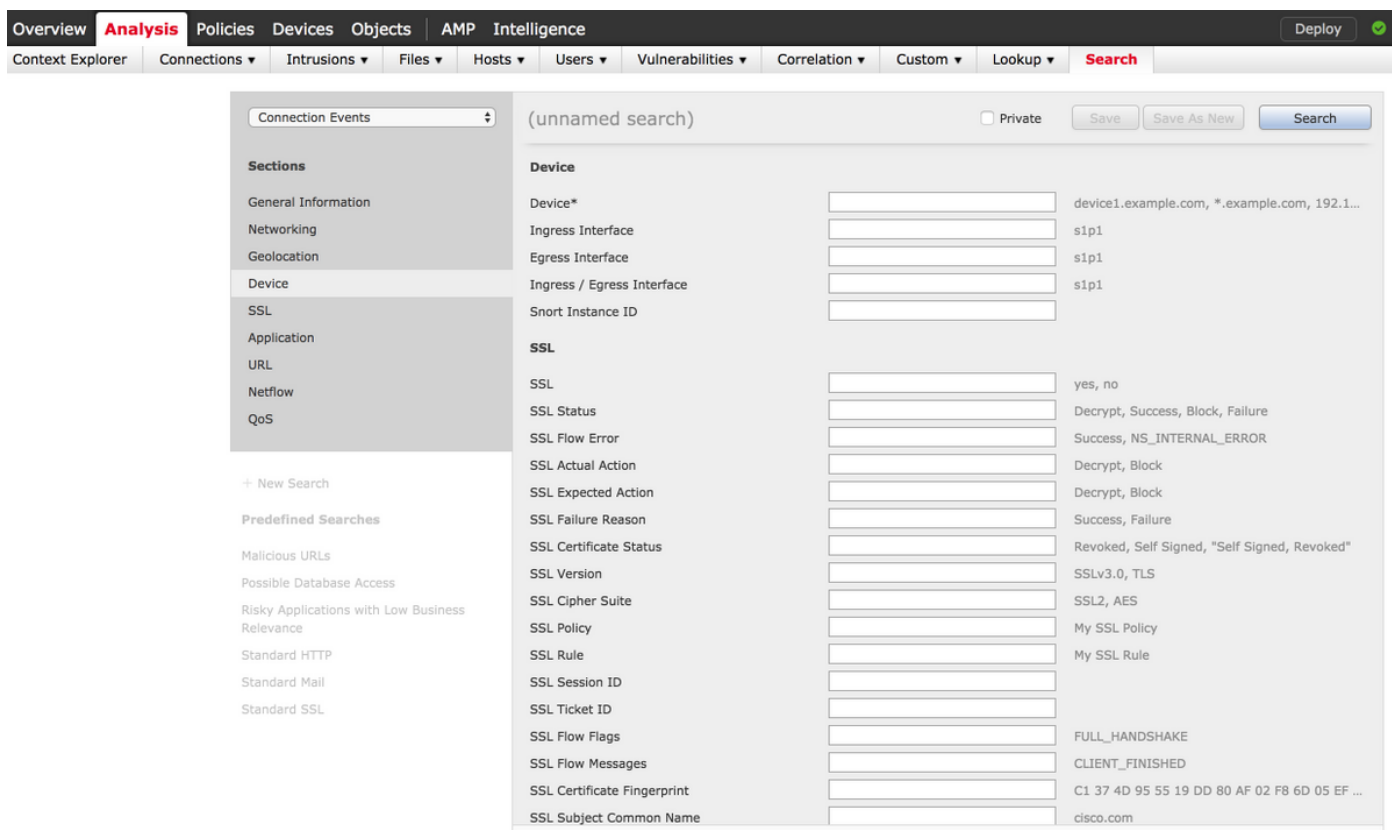 Overview Analysis Policies Devices Objects AMP Intelligence Deploy
Context Explorer Connections ▾ Intrusions ▾ Files ▾ Hosts ▾ Users ▾ Vulnerabilities ▾ Correlation ▾ Custom ▾ Lookup ▾ Search
Connection Events
Sections
General Information
Networking
Geolocation
Device
SSL
Application
URL
Netflow
QoS
+ New Search
Predefined Searches
Malicious URLs
Possible Database Access
Risky Applications with Low Business
Relevance
Standard HTTP
Standard Mail
Standard SSL
(unnamed search) Private Save Save As New Search
Device
Device* device1.example.com, *.example.com, 192.1...
Ingress Interface s1p1
Egress Interface s1p1
Ingress / Egress Interface s1p1
Snort Instance ID
SSL
SSL yes, no
SSL Status Decrypt, Success, Block, Failure
SSL Flow Error Success, NS_INTERNAL_ERROR
SSL Actual Action Decrypt, Block
SSL Expected Action Decrypt, Block
SSL Failure Reason Success, Failure
SSL Certificate Status Revoked, Self Signed, "Self Signed, Revoked"
SSL Version SSLv3.0, TLS
SSL Cipher Suite SSL2, AES
SSL Policy My SSL Policy
SSL Rule My SSL Rule
SSL Session ID
SSL Ticket ID
SSL Flow Flags FULL_HANDSHAKE
SSL Flow Messages CLIENT_FINISHED
SSL Certificate Fingerprint C1 37 4D 95 55 19 DD 80 AF 02 F8 6D 05 EF ...
SSL Subject Common Name cisco.com